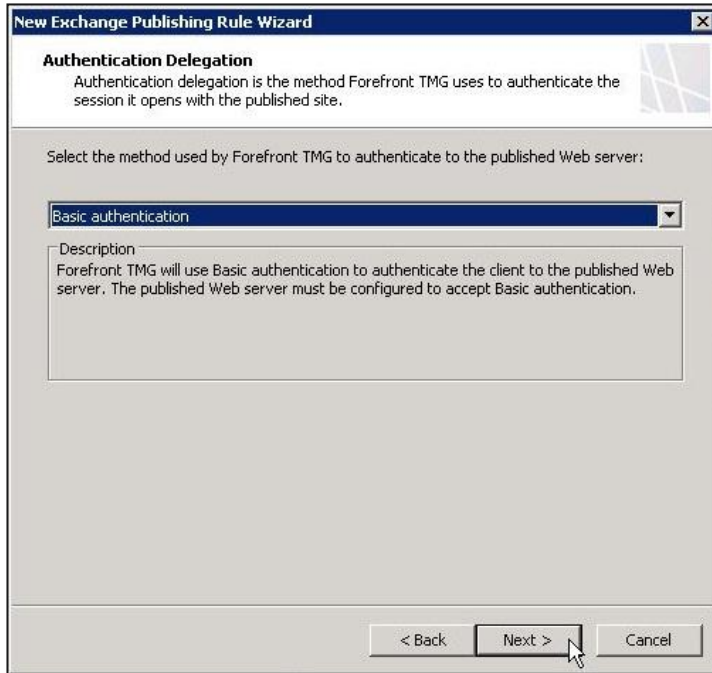 New Exchange Publishing Rule Wizard
Authentication Delegation
Authentication delegation is the method Forefront TMG uses to authenticate the
session it opens with the published site.
Select the method used by Forefront TMG to authenticate to the published Web server:
Basic authentication
Description
Forefront TMG will use Basic authentication to authenticate the client to the published Web
server. The published Web server must be configured to accept Basic authentication.
< Back
Next >
Cancel